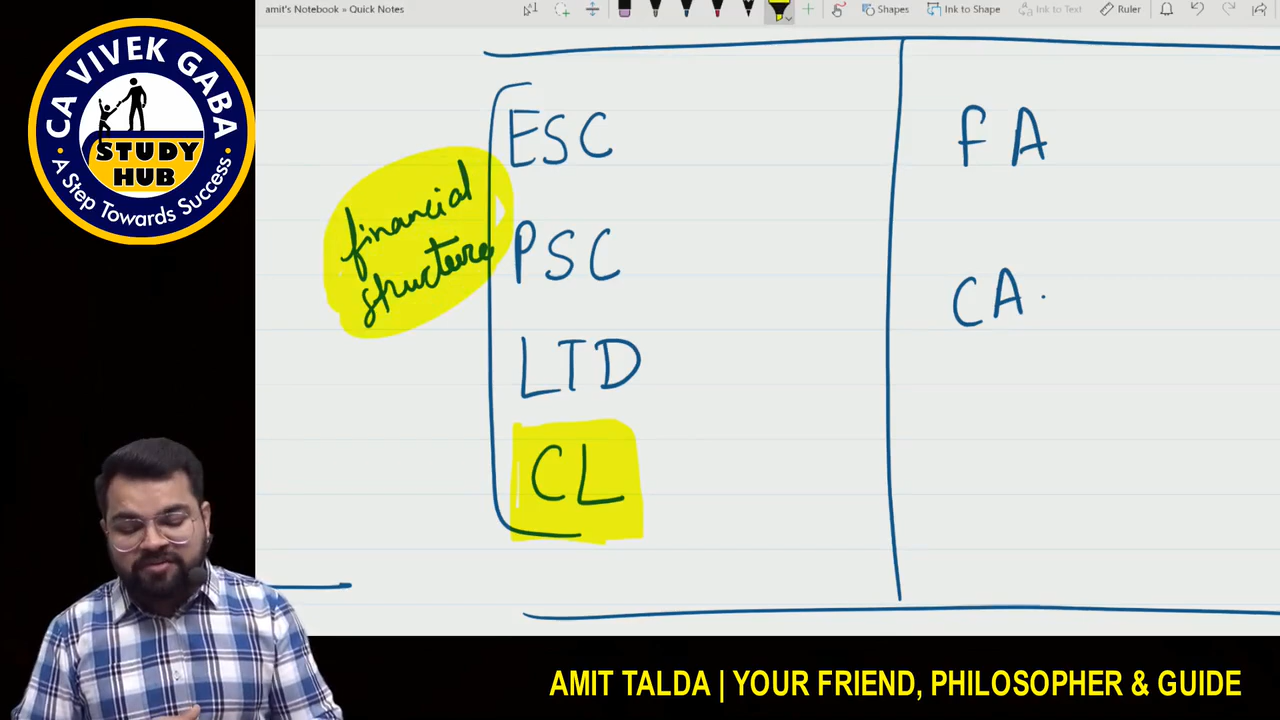 amit's Notebook » Quick Notes
Shapes
Ink to Shape
Ink to Text
Ruler
CA VIVEK GABA
STUDY
HUB
A Step Towards Success
ESC
FA
financial
structure
PSC
CA.
LTD
CL
AMIT TALDA | YOUR FRIEND, PHILOSOPHER & GUIDE